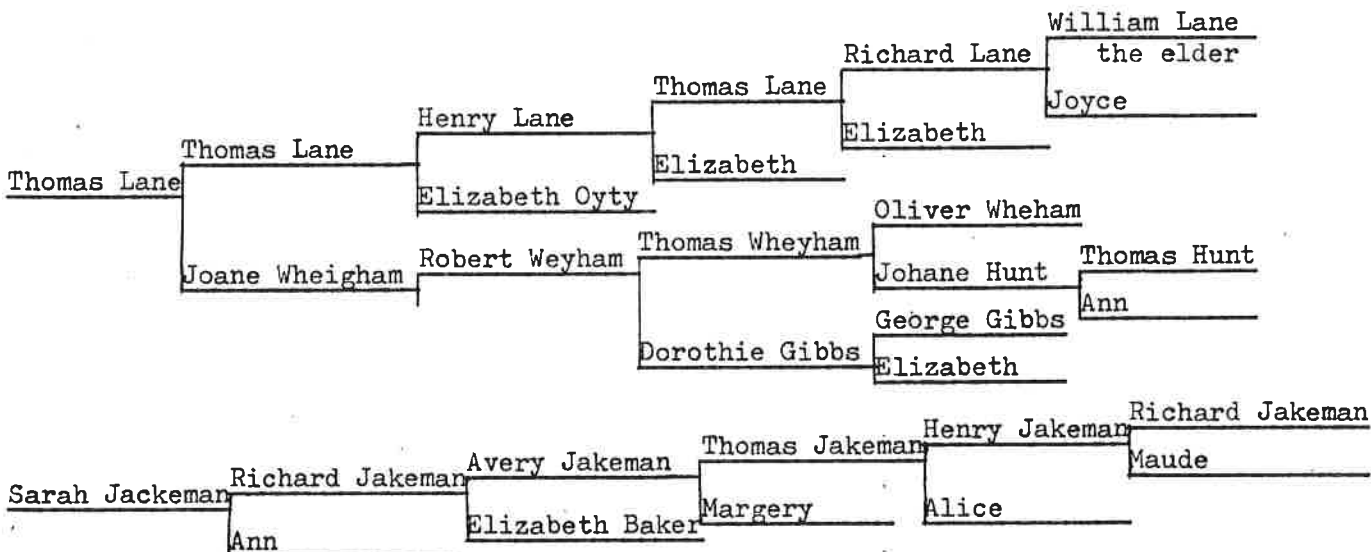 William Lane
the elder
Richard Lane
Joyce
Thomas Lane
Elizabeth
Henry Lane
Elizabeth
Thomas Lane
Thomas Lane
Elizabeth Oyty
Oliver Wheham
Thomas Wheyham
Thomas Hunt
Robert Weyham
Johane Hunt
Joane Wheigham
Ann
George Gibbs
Dorothie Gibbs
Elizabeth
Richard Jakeman
Henry Jakeman
Thomas Jakeman
Maude
Avery Jakeman
Richard Jakeman
Sarah Jackeman
Margery
Alice
Elizabeth Baker
Ann